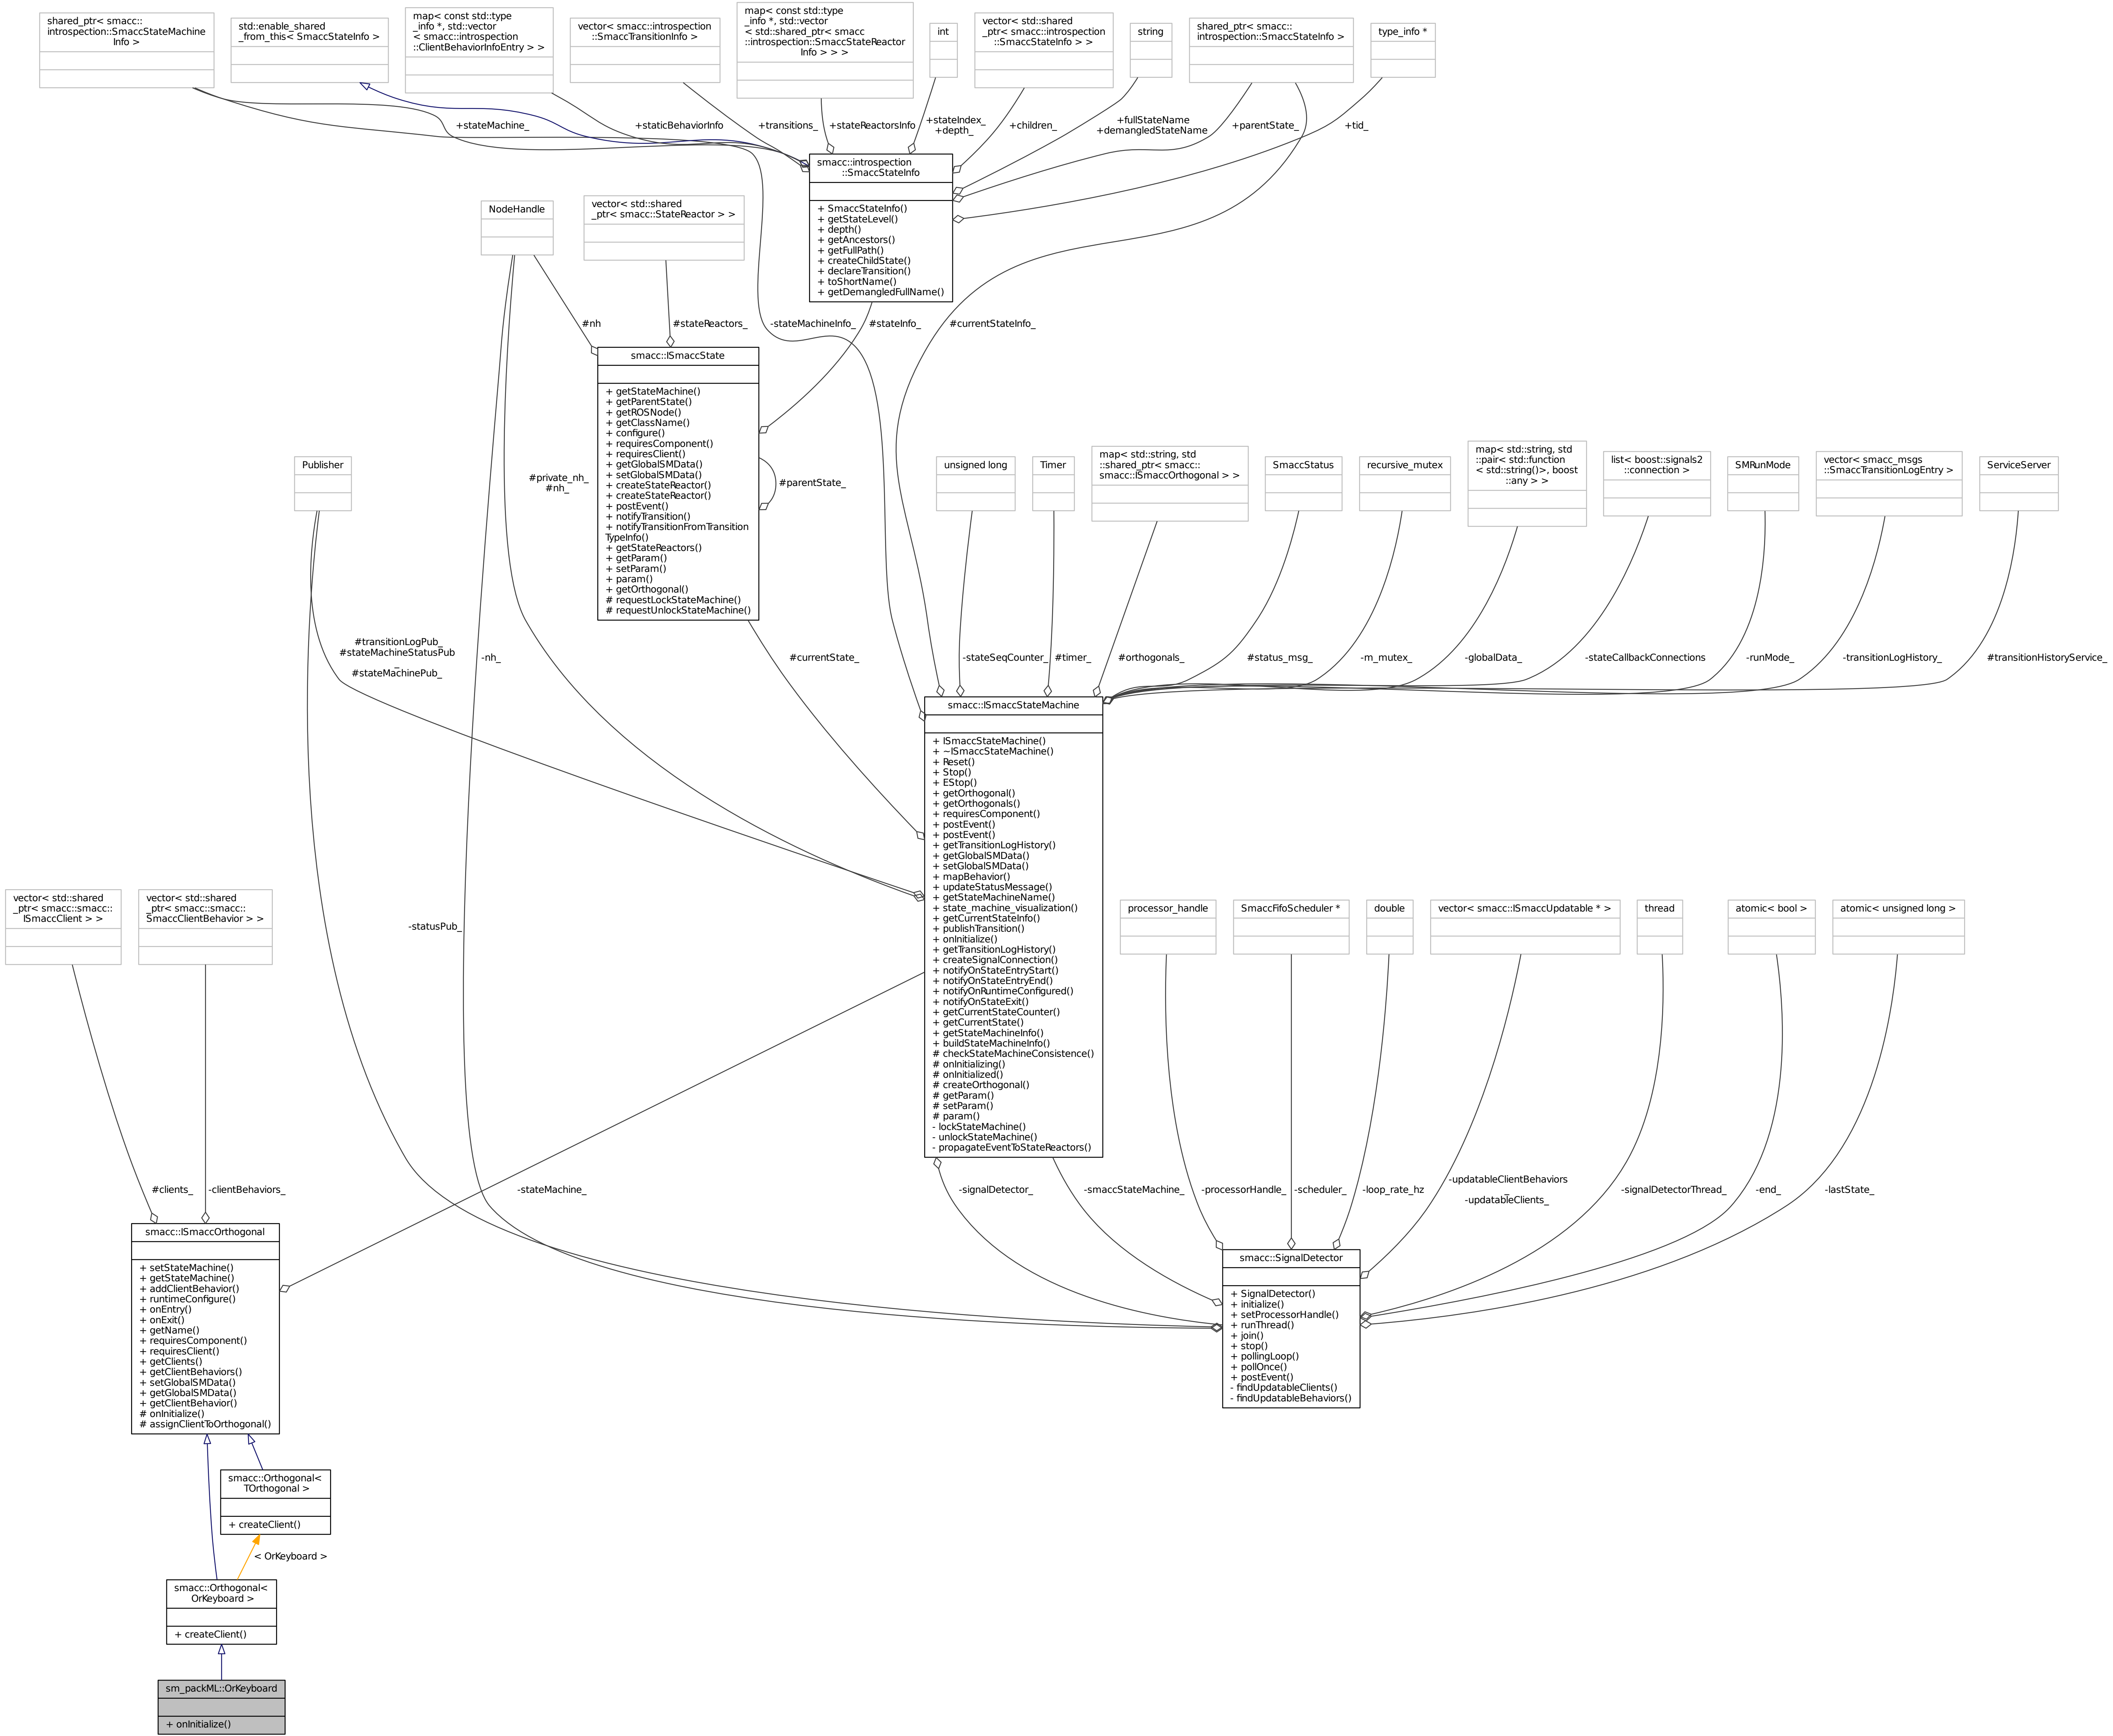 shared_ptr< smacc::
introspection::SmaccStateMachine
Info >
std::enable_shared
_from_this< SmaccStateInfo >
map< const std::type
_info *, std::vector
< smacc::introspection
::ClientBehaviorInfoEntry > >
vector< smacc::introspection
::SmaccTransitionInfo >
map< const std::type
_info *, std::vector
< std::shared_ptr< smacc
::introspection::SmaccStateReactor
Info > > >
int
vector< std::shared
_ptr< smacc::introspection
::SmaccStateInfo > >
string
shared_ptr< smacc::
introspection::SmaccStateInfo >
type_info *
+stateMachine_
+staticBehaviorInfo
+transitions_
+stateReactorsInfo
+stateIndex_
+depth_
+children_
+fullStateName
+demangledStateName
+parentState_
+tid_
smacc::introspection
::SmaccStateInfo
+ SmaccStateInfo()
+ getStateLevel()
+ depth()
+ getAncestors()
+ getFullPath()
+ createChildState()
+ declareTransition()
+ toShortName()
+ getDemangledFullName()
NodeHandle
vector< std::shared
_ptr< smacc::StateReactor > >
#nh
#stateReactors_
-stateMachineInfo_
#stateInfo_
#currentStateInfo_
smacc::ISmaccState
+ getStateMachine()
+ getParentState()
+ getROSNode()
+ getClassName()
+ configure()
+ requiresComponent()
+ requiresClient()
+ getGlobalSMData()
+ setGlobalSMData()
+ createStateReactor()
+ createStateReactor()
+ postEvent()
+ notifyTransition()
+ notifyTransitionFromTransition
TypeInfo()
+ getStateReactors()
+ getParam()
+ setParam()
+ param()
+ getOrthogonal()
# requestLockStateMachine()
# requestUnlockStateMachine()
#parentState_
Publisher
#private_nh_
#nh_
unsigned long
Timer
map< std::string, std
::shared_ptr< smacc::
smacc::ISmaccOrthogonal > >
SmaccStatus
recursive_mutex
map< std::string, std
::pair< std::function
< std::string()>, boost
::any > >
list< boost::signals2
::connection >
SMRunMode
vector< smacc_msgs
::SmaccTransitionLogEntry >
ServiceServer
#transitionLogPub_
#stateMachineStatusPub
_
#stateMachinePub_
-nh_
#currentState_
-stateSeqCounter_
#timer_
#orthogonals_
#status_msg_
-m_mutex_
-globalData_
-stateCallbackConnections
-runMode_
-transitionLogHistory_
#transitionHistoryService_
smacc::ISmaccStateMachine
+ ISmaccStateMachine()
+ ~ISmaccStateMachine()
+ Reset()
+ Stop()
+ EStop()
+ getOrthogonal()
+ getOrthogonals()
+ requiresComponent()
+ postEvent()
+ postEvent()
+ getTransitionLogHistory()
+ getGlobalSMData()
+ setGlobalSMData()
+ mapBehavior()
+ updateStatusMessage()
+ getStateMachineName()
+ state_machine_visualization()
+ getCurrentStateInfo()
+ publishTransition()
+ onInitialize()
+ getTransitionLogHistory()
+ createSignalConnection()
+ notifyOnStateEntryStart()
+ notifyOnStateEntryEnd()
+ notifyOnRuntimeConfigured()
+ notifyOnStateExit()
+ getCurrentStateCounter()
+ getCurrentState()
+ getStateMachineInfo()
+ buildStateMachineInfo()
# checkStateMachineConsistence()
# onInitializing()
# onInitialized()
# createOrthogonal()
# getParam()
# setParam()
# param()
- lockStateMachine()
- unlockStateMachine()
- propagateEventToStateReactors()
vector< std::shared
_ptr< smacc::smacc::
ISmaccClient > >
vector< std::shared
_ptr< smacc::smacc::
SmaccClientBehavior > >
-statusPub_
processor_handle
SmaccFifoScheduler *
double
vector< smacc::ISmaccUpdatable * >
thread
atomic< bool >
atomic< unsigned long >
#clients_
-clientBehaviors_
-stateMachine_
-signalDetector_
-smaccStateMachine_
-processorHandle_
-scheduler_
-loop_rate_hz
-updatableClientBehaviors
_
-updatableClients_
-signalDetectorThread_
-end_
-lastState_
smacc::ISmaccOrthogonal
+ setStateMachine()
+ getStateMachine()
+ addClientBehavior()
+ runtimeConfigure()
+ onEntry()
+ onExit()
+ getName()
+ requiresComponent()
+ requiresClient()
+ getClients()
+ getClientBehaviors()
+ setGlobalSMData()
+ getGlobalSMData()
+ getClientBehavior()
# onInitialize()
# assignClientToOrthogonal()
smacc::SignalDetector
+ SignalDetector()
+ initialize()
+ setProcessorHandle()
+ runThread()
+ join()
+ stop()
+ pollingLoop()
+ pollOnce()
+ postEvent()
- findUpdatableClients()
- findUpdatableBehaviors()
smacc::Orthogonal<
TOrthogonal >
+ createClient()
< OrKeyboard >
smacc::Orthogonal<
OrKeyboard >
+ createClient()
sm_packML::OrKeyboard
+ onInitialize()